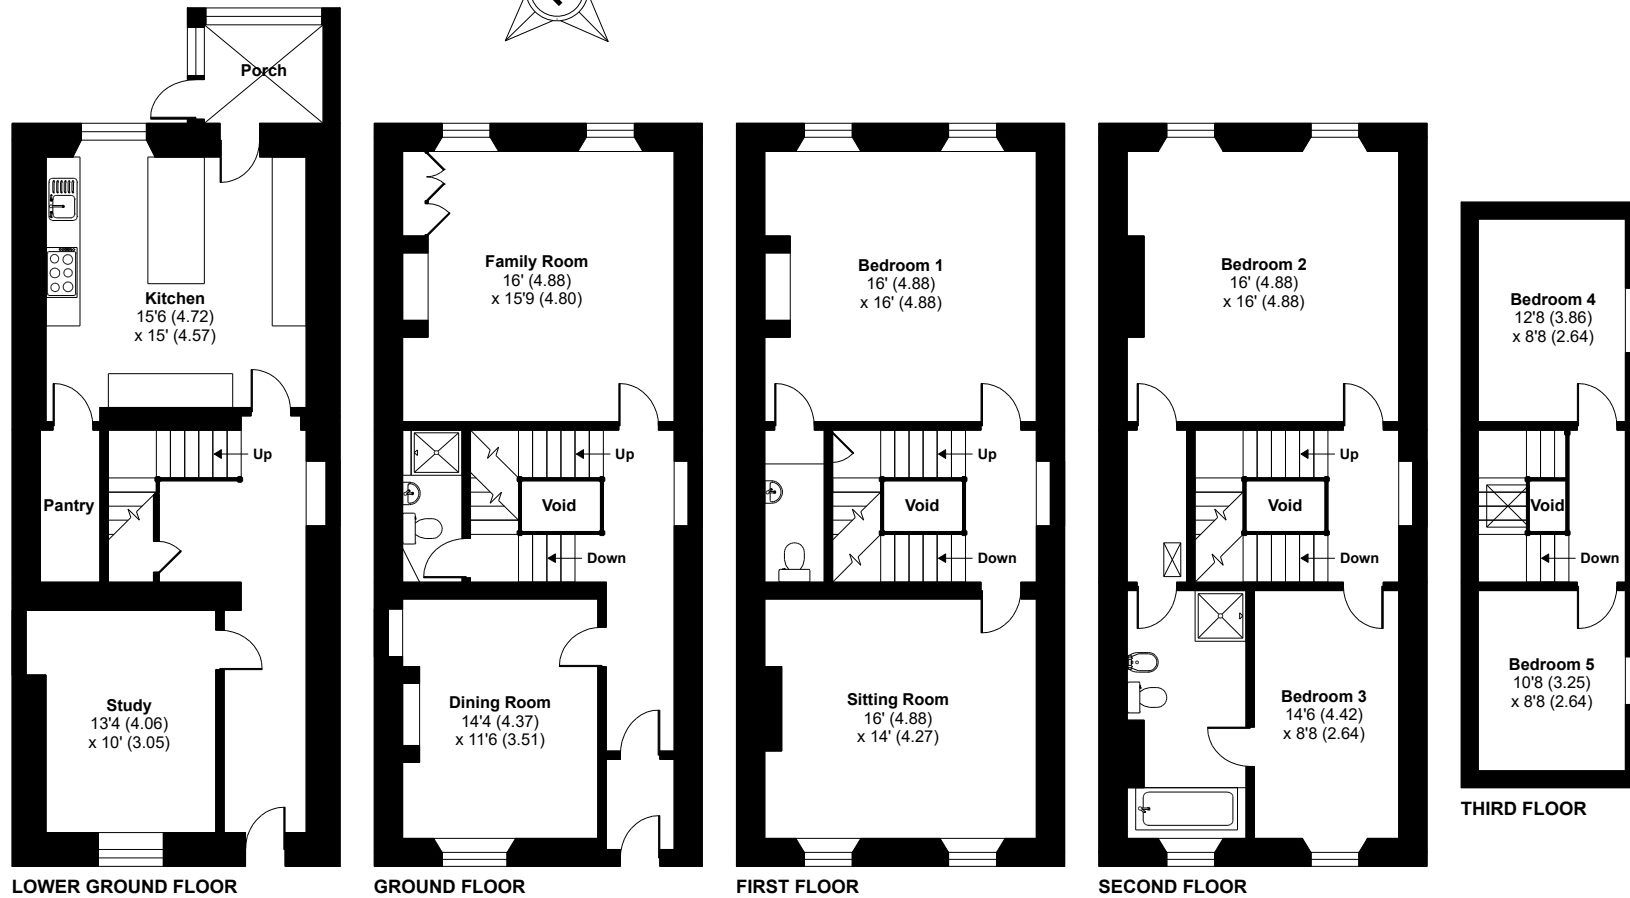 Porch
Kitchen
15'6 (4.72)
x 15' (4.57)
Up
Pantry
Study
13'4 (4.06)
x 10' (3.05)
LOWER GROUND FLOOR
Family Room
16' (4.88)
x 15'9 (4.80)
Up
Void
Down
Dining Room
14'4 (4.37)
x 11'6 (3.51)
GROUND FLOOR
Bedroom 1
16' (4.88)
x 16' (4.88)
Up
Void
Down
Sitting Room
16' (4.88)
x 14' (4.27)
FIRST FLOOR
Bedroom 2
16' (4.88)
x 16' (4.88)
Up
Void
Down
Bedroom 3
14'6 (4.42)
x 8'8 (2.64)
SECOND FLOOR
Bedroom 4
12'8 (3.86)
x 8'8 (2.64)
Void
Down
Bedroom 5
10'8 (3.25)
x 8'8 (2.64)
THIRD FLOOR